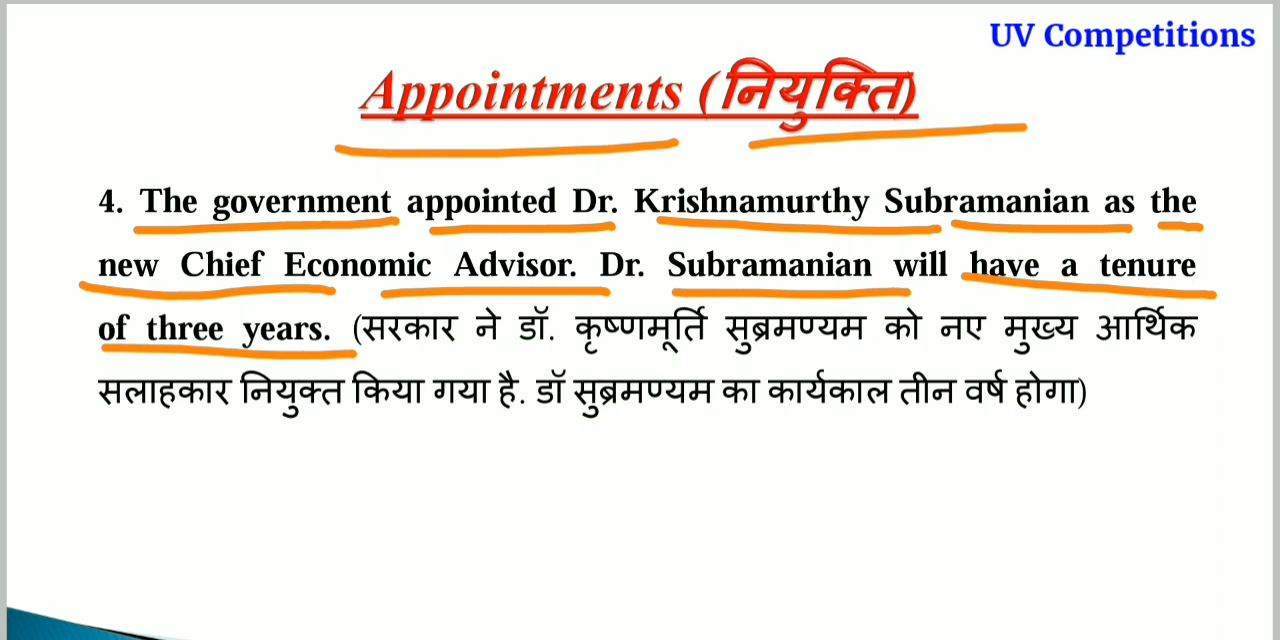 UV Competitions
Appointments (नियुक्ति)
4. The government appointed Dr. Krishnamurthy Subramanian as the
new Chief Economic Advisor. Dr. Subramanian will have a tenure
of three years. (सरकार ने डॉ. कृष्णमूर्ति सुब्रमण्यम को नए मुख्य आर्थिक
सलाहकार नियुक्त किया गया है. डॉ सुब्रमण्यम का कार्यकाल तीन वर्ष होगा)